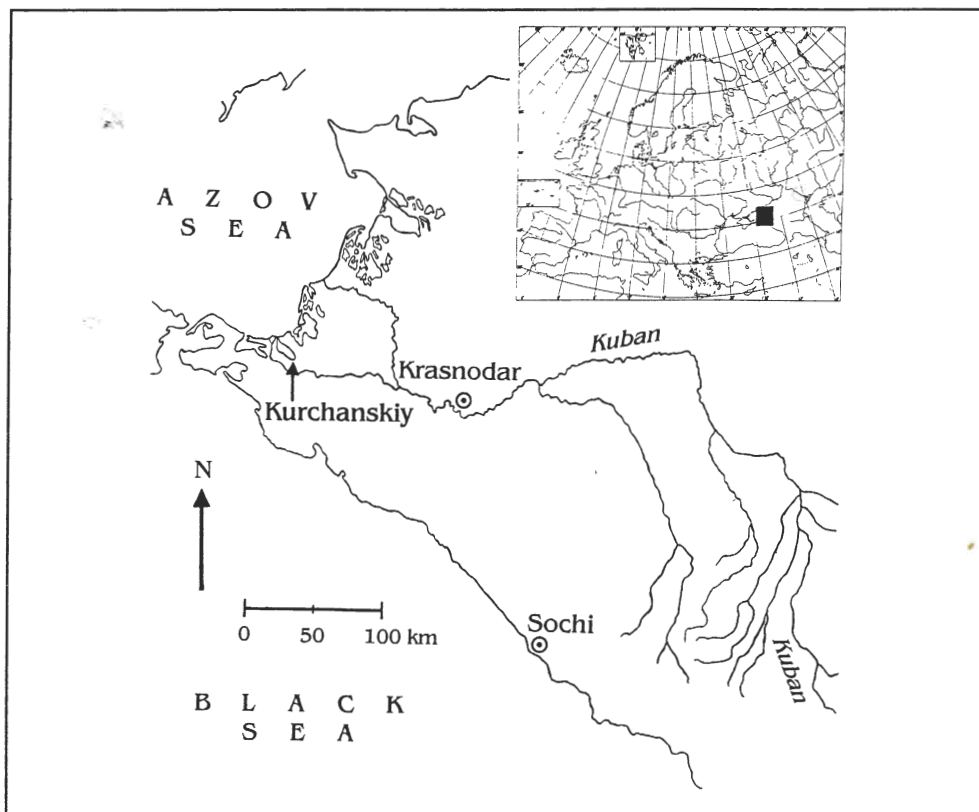 A Z O V
S E A
Kuban
Krasnodar
Kurchanskiy
N
0 50 100 km
Sochi
Kuban
B L A C K
S E A